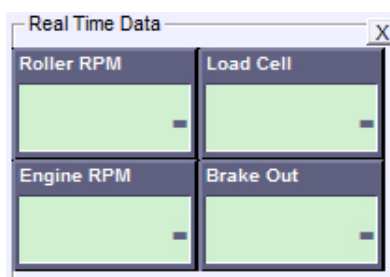 Real Time Data
X
Roller RPM
Load Cell
-
-
Engine RPM
Brake Out
-
-